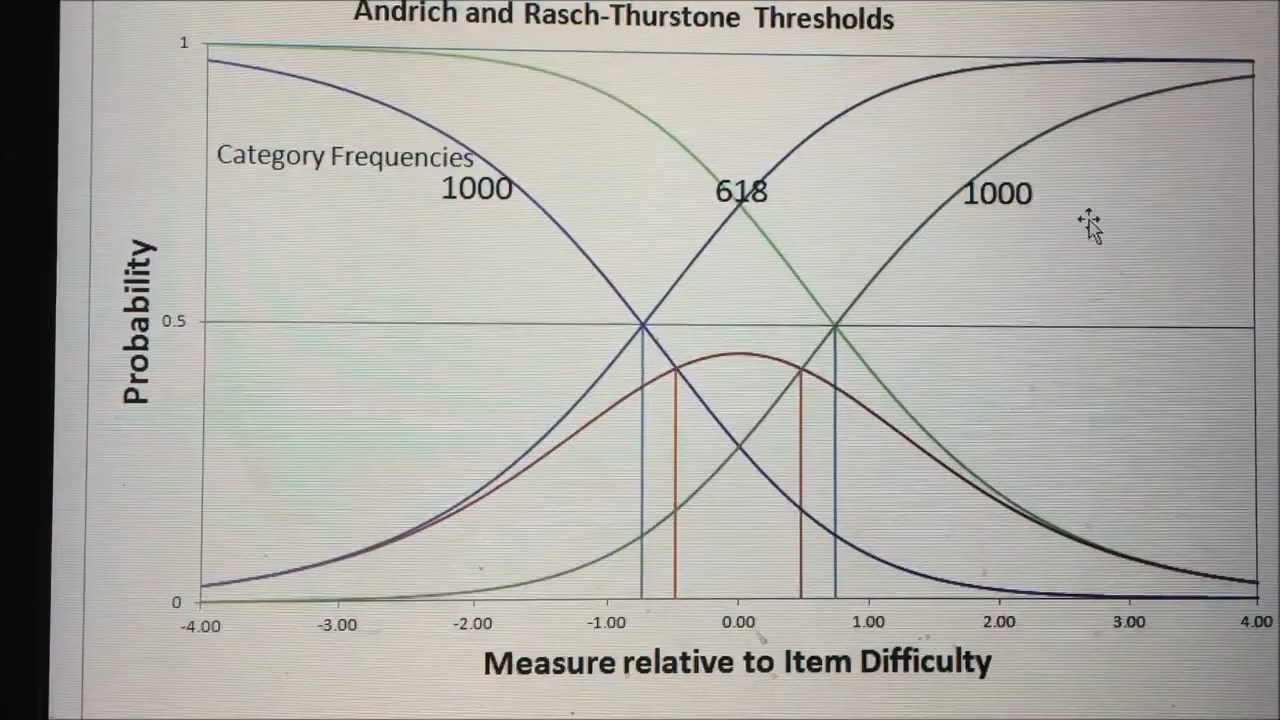 Andrich and Rasch-Thurstone Thresholds
1
Category Frequencies
1000 618 1000
Probability
0.5
0
-4.00 -3.00 -2.00 -1.00 0.00 1.00 2.00 3.00 4.00
Measure relative to Item Difficulty